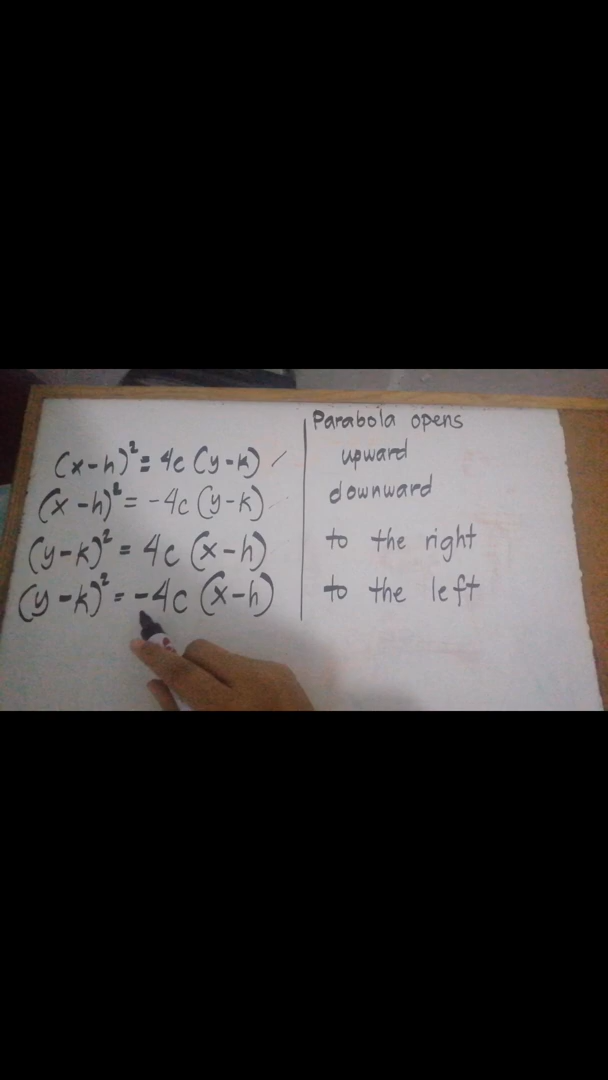 Parabola opens
(x-h)² = 4c (y-k) upward
(x-h)² = -4c (y-k) downward
(y-k)² = 4c (x-h) to the right
(y-k)² = -4c (x-h) to the left